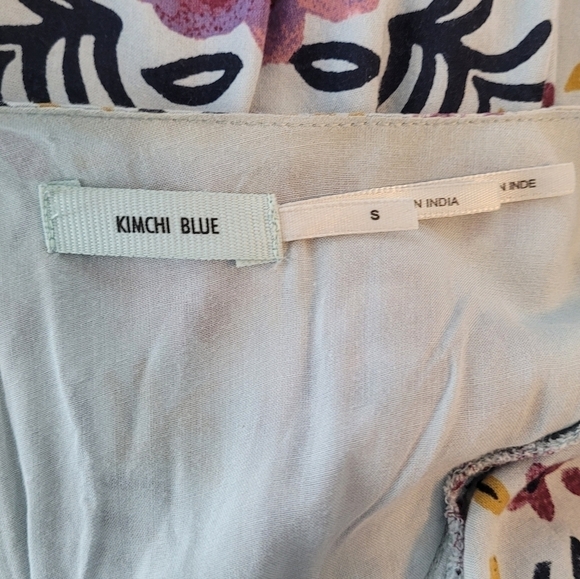 KIMCHI BLUE
S
N INDIA
N INDE